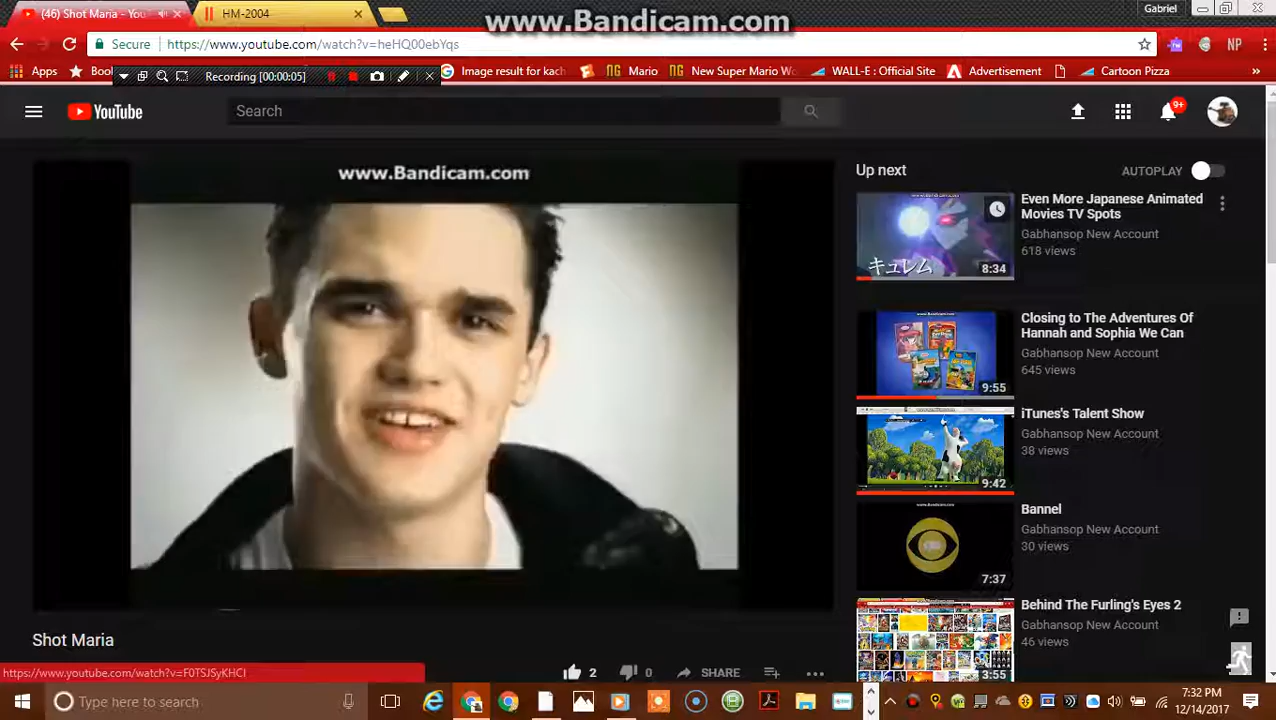 (46) Shot Maria - You
HM-2004
www.Bandicam.com
Gabriel
Secure
https://www.youtube.com/watch?v=heHQ00ebYqs
Apps
Boo
Recording [00:00:05]
Image result for kach
Mario
New Super Mario Wo
WALL-E : Official Site
Advertisement
Cartoon Pizza
»
NP
YouTube
Search
9+
www.Bandicam.com
Up next
AUTOPLAY
Even More Japanese Animated
Movies TV Spots
Gabhansop New Account
618 views
キュレム
8:34
Closing to The Adventures Of
Hannah and Sophia We Can
Gabhansop New Account
645 views
9:55
iTunes's Talent Show
Gabhansop New Account
38 views
9:42
Bannel
Gabhansop New Account
30 views
7:37
Behind The Furling's Eyes 2
Gabhansop New Account
46 views
3:55
Shot Maria
2
0
SHARE
https://www.youtube.com/watch?v=F0TSJSyKHCI
Type here to search
7:32 PM
12/14/2017